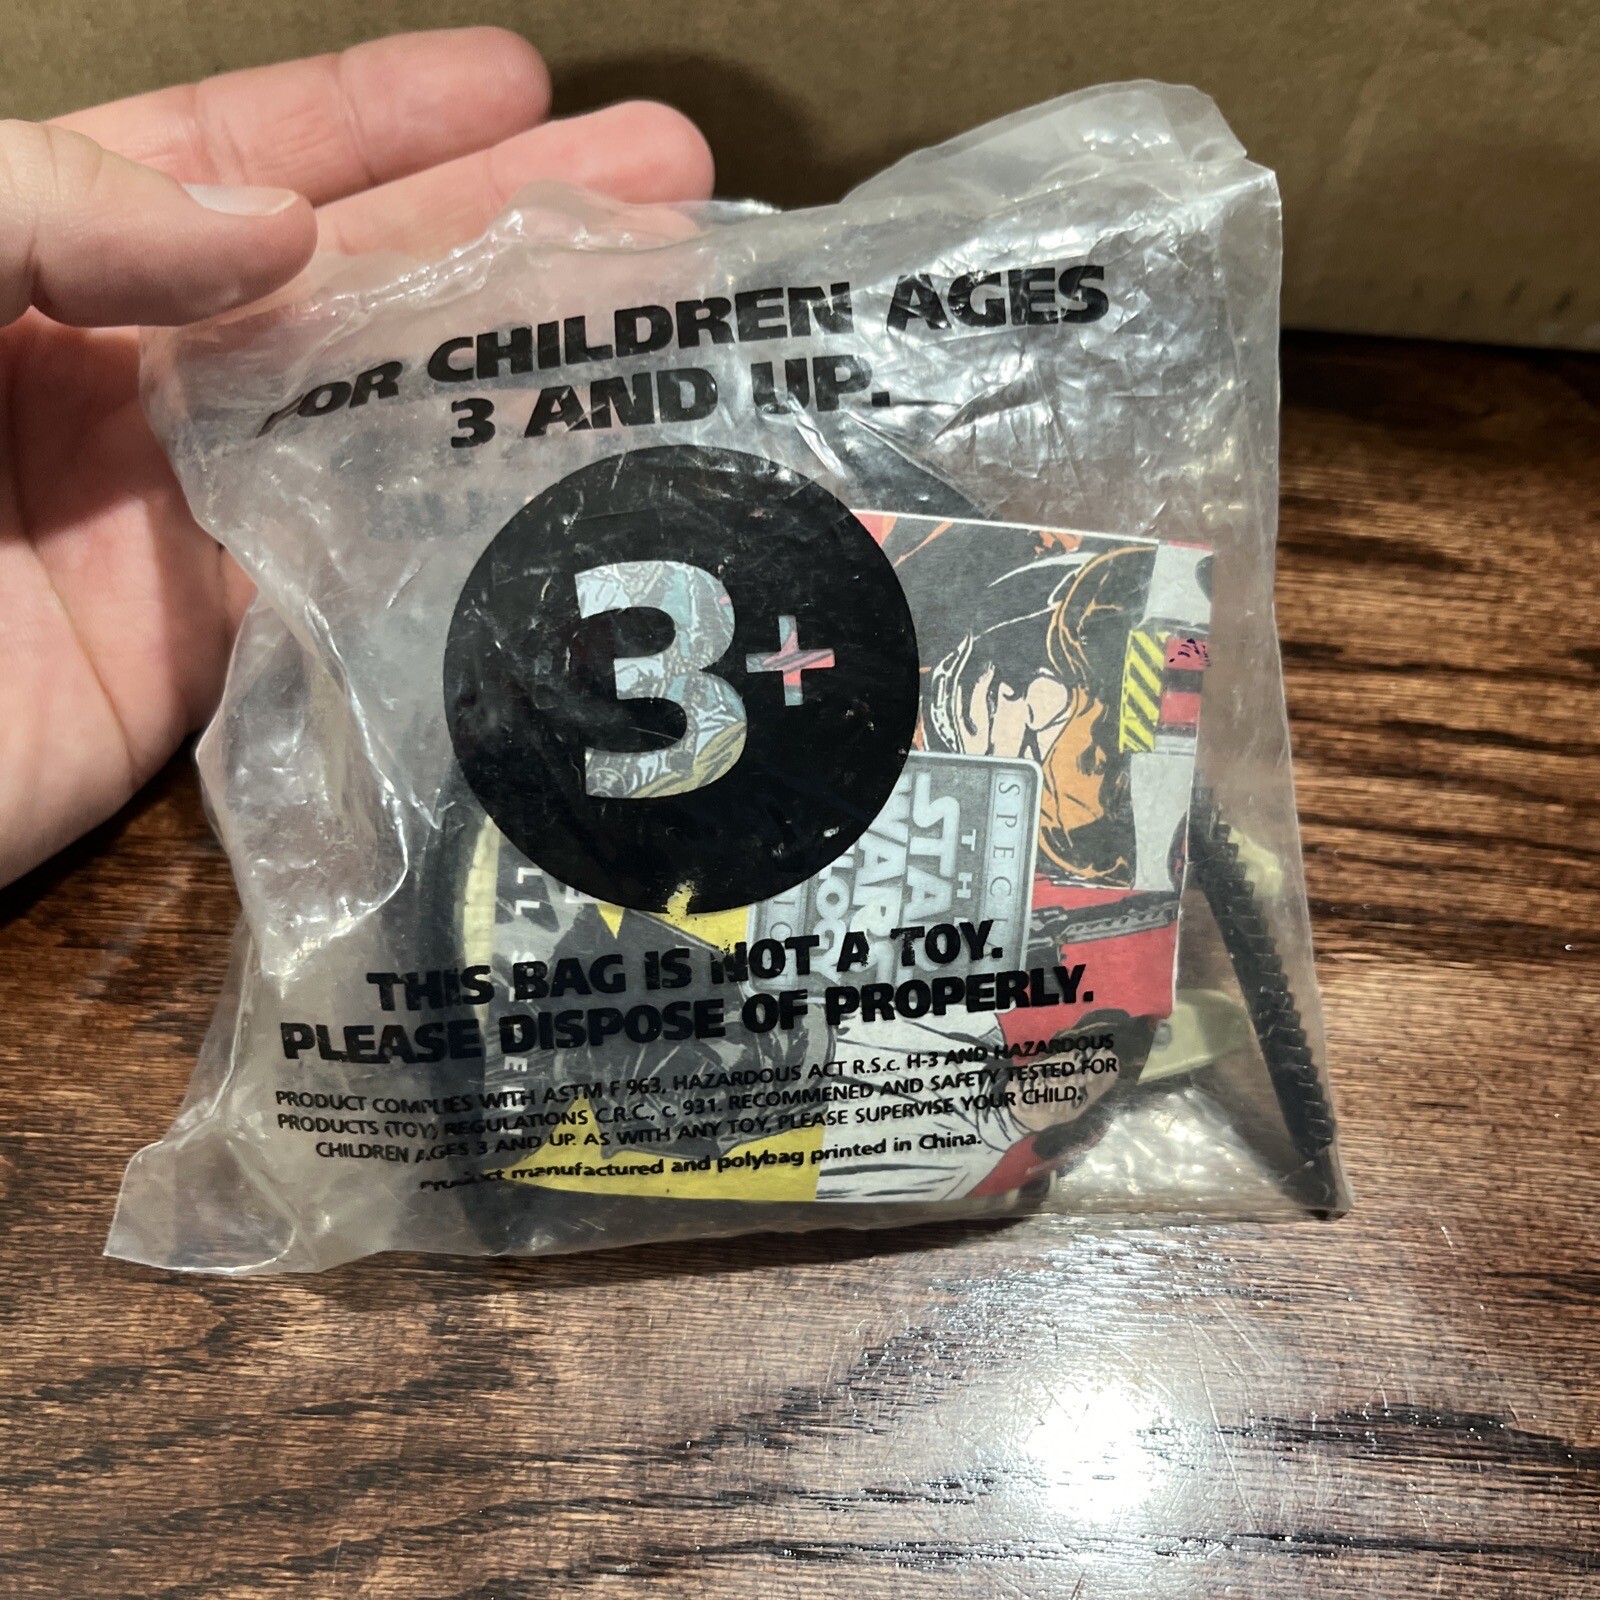 FOR CHILDREN AGES
3 AND UP.
3+
SPEC
THE
STAR
WARS
THIS BAG IS NOT A TOY.
PLEASE DISPOSE OF PROPERLY.
PRODUCT COMPLIES WITH ASTM F 963, HAZARDOUS ACT R.S.c. H-3 AND HAZARDOUS
PRODUCTS (TOY) REGULATIONS C.R.C., c. 931. RECOMMENED AND SAFETY TESTED FOR
CHILDREN AGES 3 AND UP. AS WITH ANY TOY, PLEASE SUPERVISE YOUR CHILD.
Product manufactured and polybag printed in China.